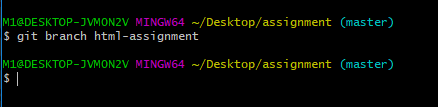 M1@DESKTOP-JVMON2V MINGW64 ~/Desktop/assignment (master)
$ git branch html-assignment
M1@DESKTOP-JVMON2V MINGW64 ~/Desktop/assignment (master)
$